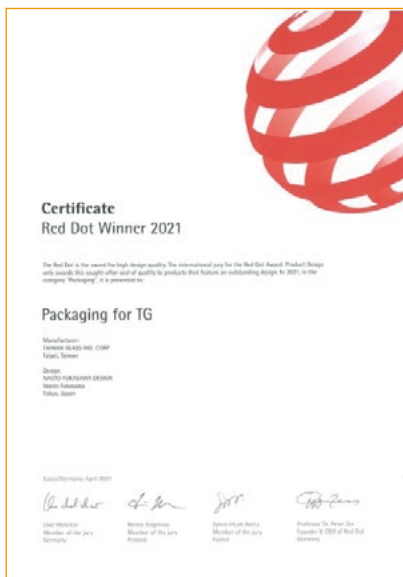 Certificate
Red Dot Winner 2021
The Red Dot is the award for high design quality. The international jury for the Red Dot Award: Product Design
only awards this sought-after seal of quality to products that feature an outstanding design. In 2021, in the
category "Packaging", it is presented to:
Packaging for TG
Manufacturer:
TAIWAN GLASS IND. CORP
Taipei, Taiwan
Design:
NAOTO FUKASAWA DESIGN
Naoto Fukasawa
Tokyo, Japan
Essen/Germany, April 2021
Member of the jury
Germany
Member of the jury
Finland
Member of the jury
France
Professor Dr. Peter Zec
Founder & CEO of Red Dot
Germany